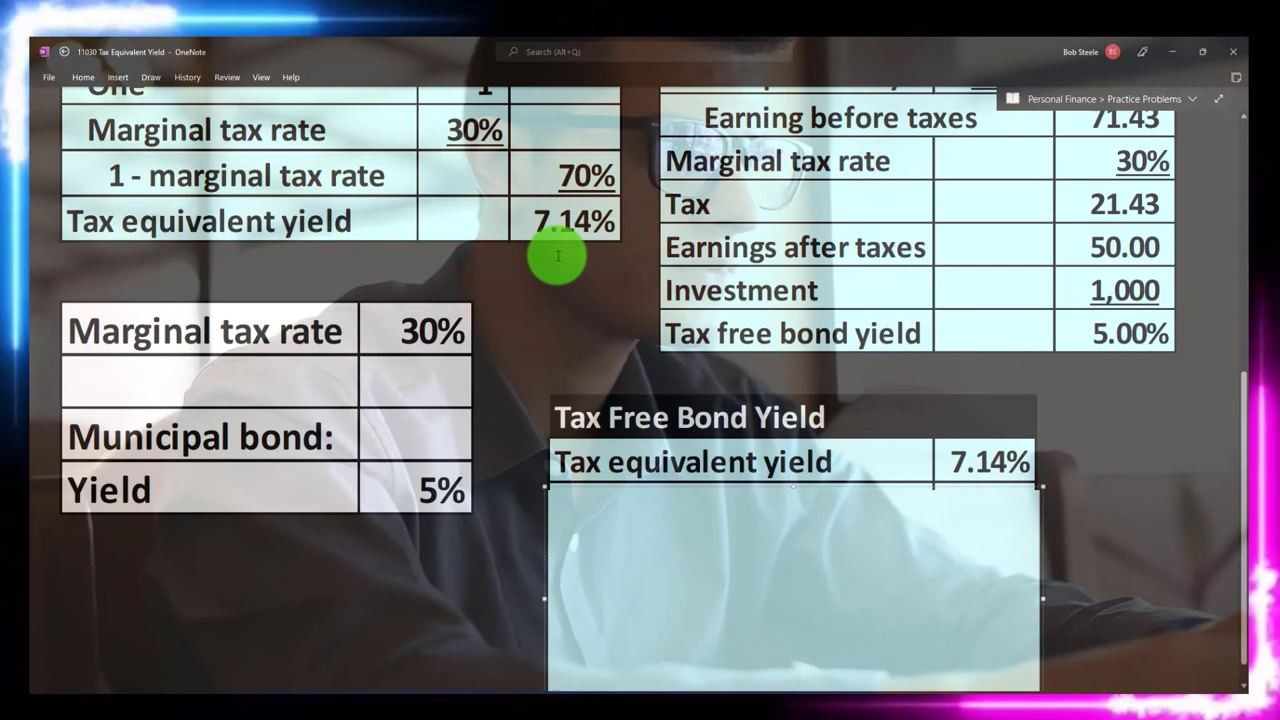 11030 Tax Equivalent Yield - OneNote
Search (Alt+Q)
Bob Steele BS
File Home Insert Draw History Review View Help
Personal Finance > Practice Problems
One 1
Marginal tax rate 30%
1 - marginal tax rate 70%
Tax equivalent yield 7.14%
Earning before taxes 71.43
Marginal tax rate 30%
Tax 21.43
Earnings after taxes 50.00
Investment 1,000
Tax free bond yield 5.00%
Marginal tax rate 30%
Municipal bond:
Yield 5%
Tax Free Bond Yield
Tax equivalent yield 7.14%